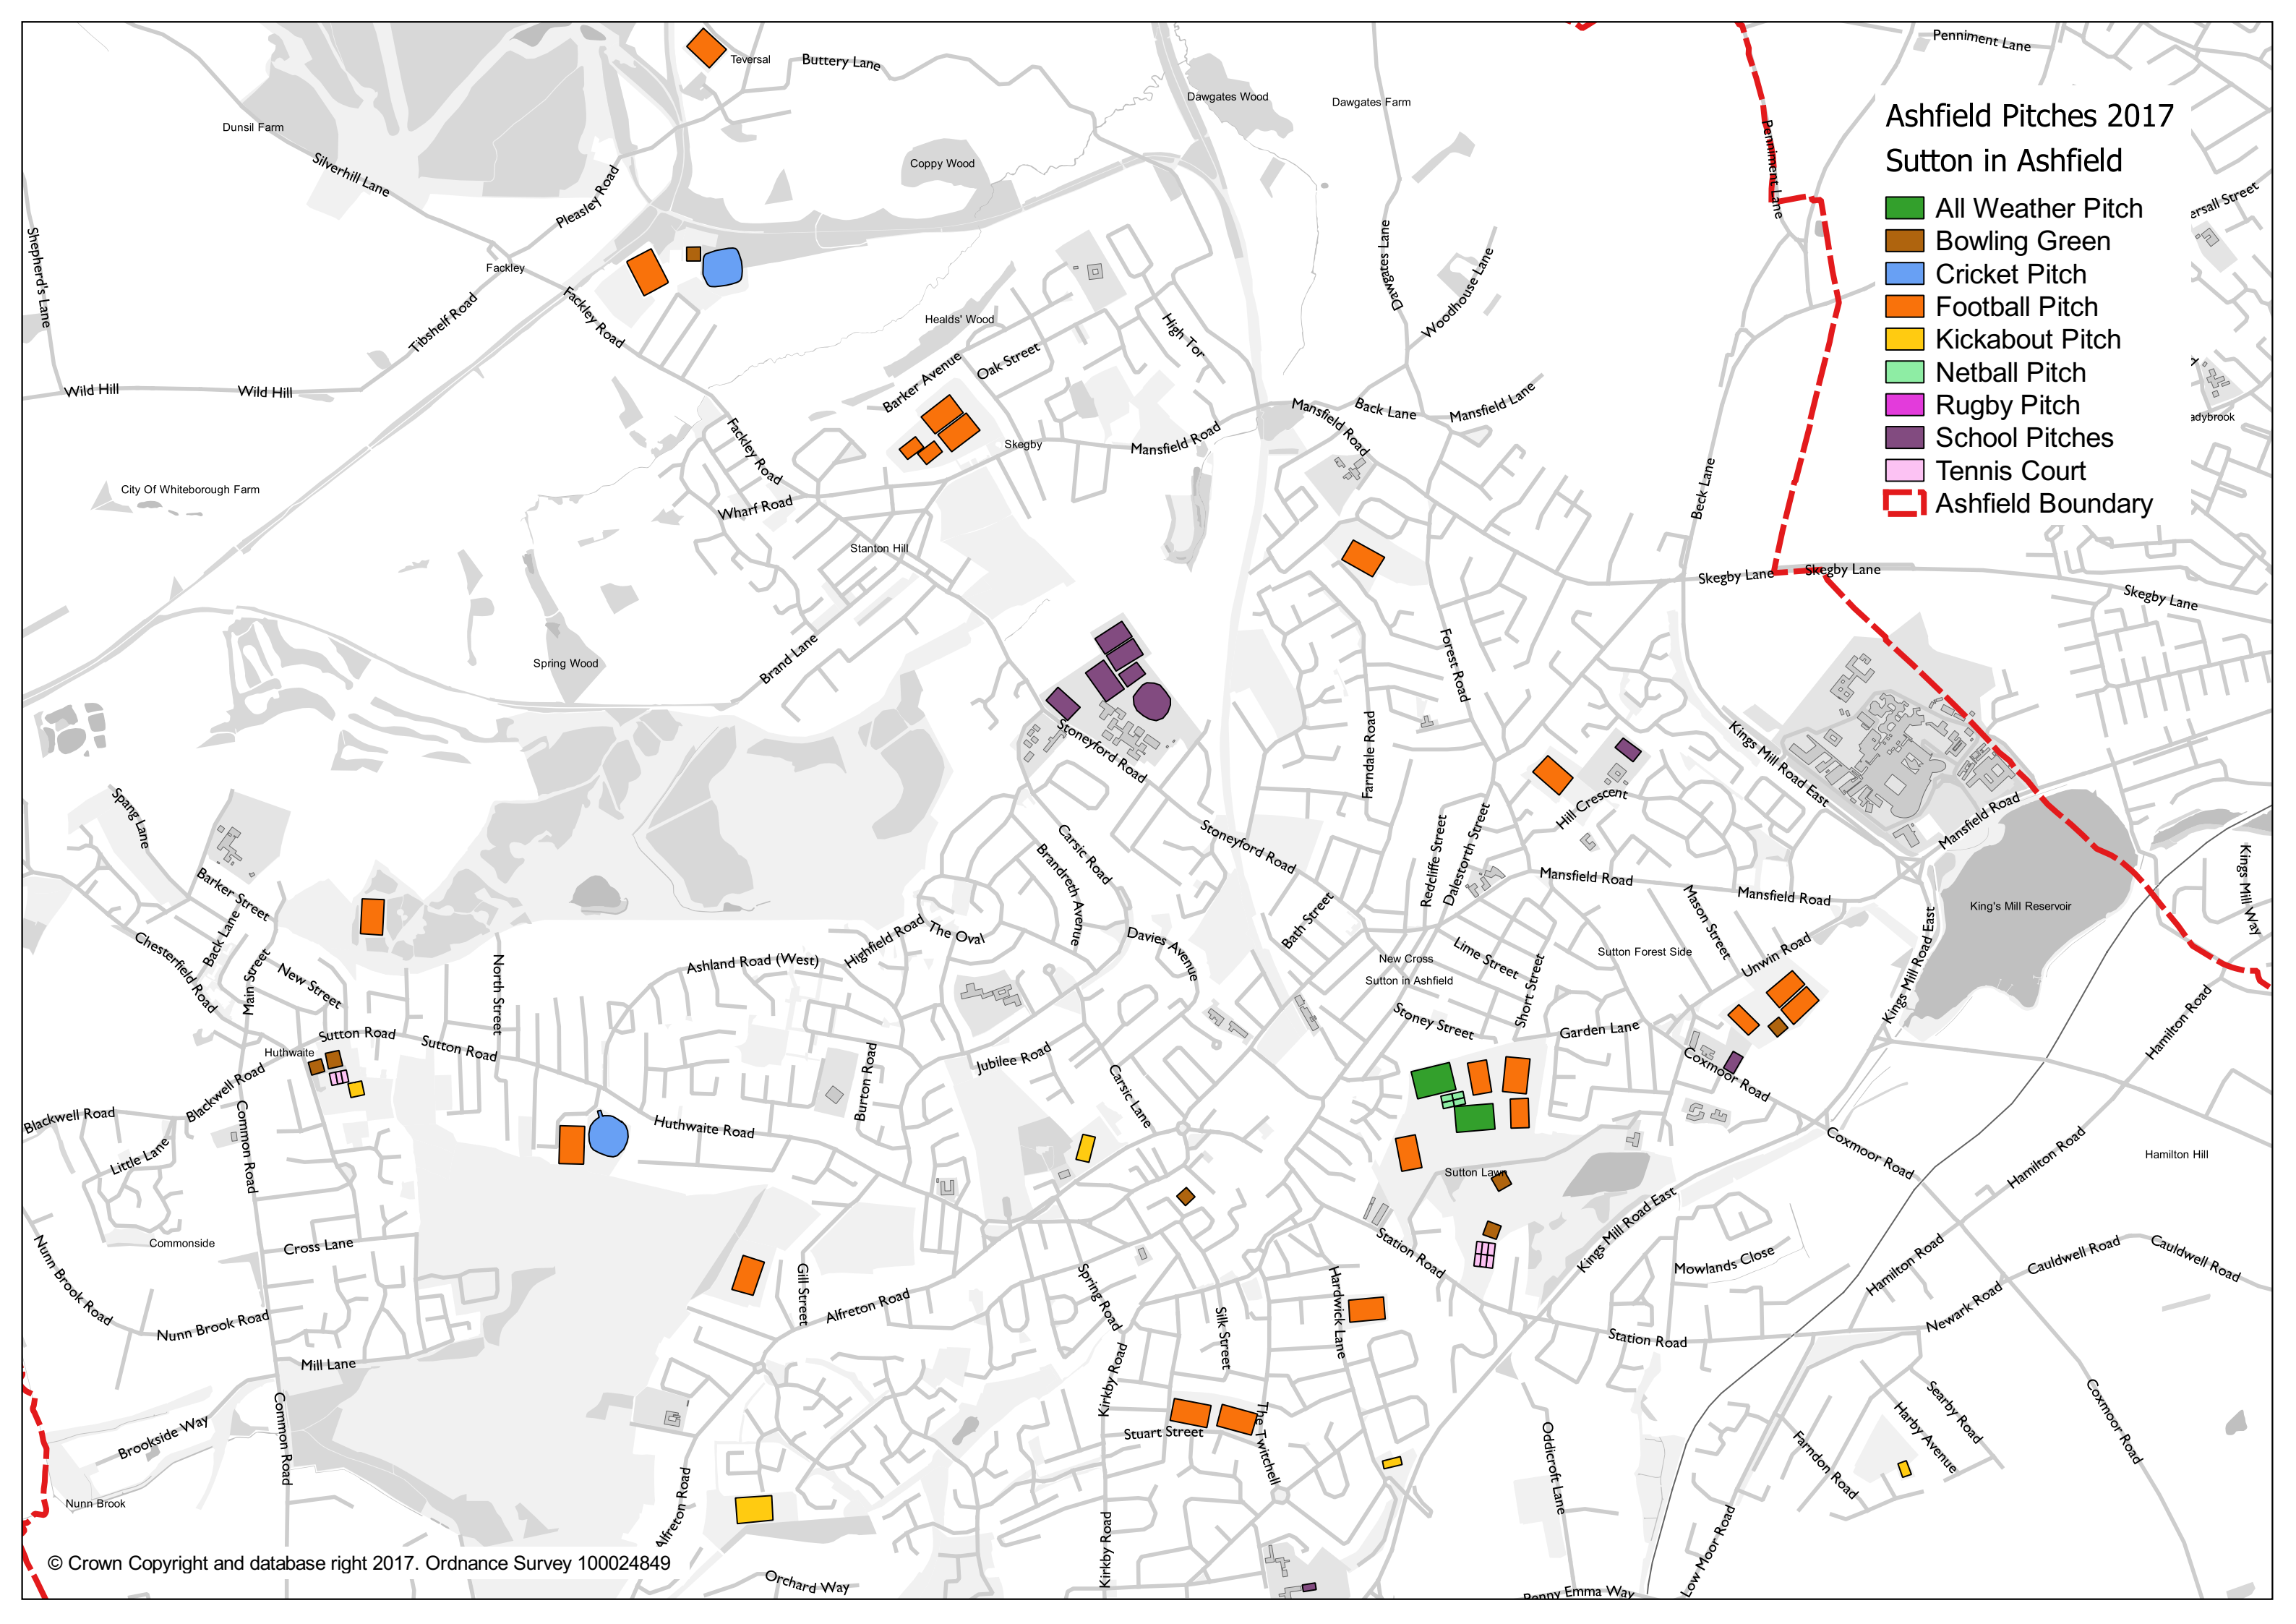 Ashfield Pitches 2017
Sutton in Ashfield
All Weather Pitch
Bowling Green
Cricket Pitch
Football Pitch
Kickabout Pitch
Netball Pitch
Rugby Pitch
School Pitches
Tennis Court
Ashfield Boundary
Penniment Lane
Teversal
Buttery Lane
Dawgates Wood
Dawgates Farm
Dunsil Farm
Silverhill Lane
Pleasley Road
Coppy Wood
Penniment Lane
ersall Street
Shepherd's Lane
Fackley
Tibshelf Road
Fackley Road
Healds' Wood
Barker Avenue
Oak Street
High Tor
Dawgates Lane
Woodhouse Lane
Wild Hill
Wild Hill
Mansfield Road
Back Lane
Mansfield Lane
adybrook
Fackley Road
Skegby
Mansfield Road
City Of Whiteborough Farm
Wharf Road
Beck Lane
Stanton Hill
Skegby Lane
Skegby Lane
Skegby Lane
Spring Wood
Brand Lane
Forest Road
Stoneyford Road
Farndale Road
Kings Mill Road East
Hill Crescent
Mansfield Road
Spang Lane
Carsic Road
Brandreth Avenue
Stoneyford Road
Redcliffe Street
Dalestorth Street
Mansfield Road
Mansfield Road
Kings Mill Way
Barker Street
Back Lane
Chesterfield Road
Main Street
New Street
North Street
Ashland Road (West)
Highfield Road
The Oval
Davies Avenue
Bath Street
New Cross
Sutton in Ashfield
Lime Street
Short Street
Sutton Forest Side
Mason Street
Unwin Road
King's Mill Reservoir
Kings Mill Road East
Hamilton Road
Sutton Road
Sutton Road
Huthwaite
Stoney Street
Garden Lane
Jubilee Road
Burton Road
Carsic Lane
Coxmoor Road
Blackwell Road
Blackwell Road
Little Lane
Common Road
Huthwaite Road
Coxmoor Road
Hamilton Road
Hamilton Hill
Sutton Lawn
Commonside
Cross Lane
Nunn Brook Road
Nunn Brook Road
Gill Street
Alfreton Road
Spring Road
Silk Street
Hardwick Lane
Station Road
Kings Mill Road East
Mowlands Close
Hamilton Road
Cauldwell Road
Cauldwell Road
Newark Road
Station Road
Mill Lane
Common Road
Brookside Way
Kirkby Road
Stuart Street
The Twitchell
Oddicroft Lane
Searby Road
Harby Avenue
Farndon Road
Coxmoor Road
Nunn Brook
Alfreton Road
Kirkby Road
Low Moor Road
Orchard Way
Penny Emma Way
© Crown Copyright and database right 2017. Ordnance Survey 100024849